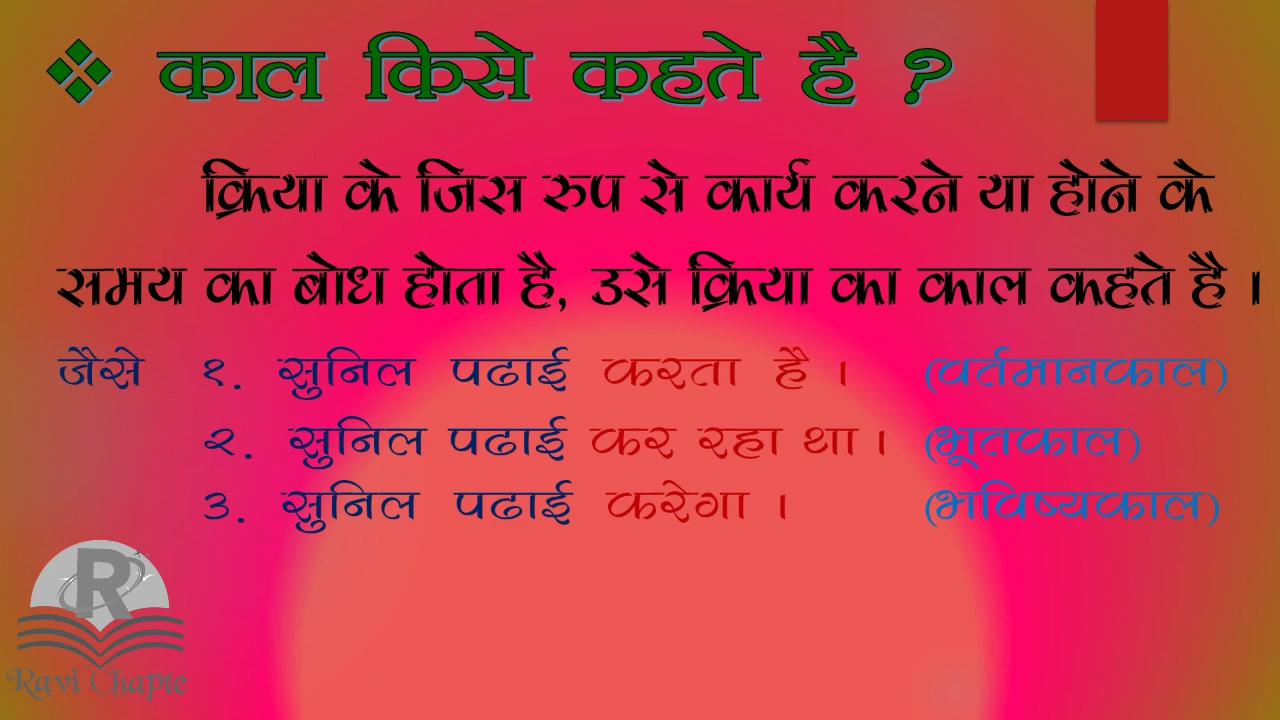 ❖ काल किसे कहते है ?
क्रिया के जिस रुप से कार्य करने या होने के
समय का बोध होता है, उसे क्रिया का काल कहते है ।
जैसे १. सुनिल पढाई करता है । (वर्तमानकाल)
२. सुनिल पढाई कर रहा था । (भूतकाल)
३. सुनिल पढाई करेगा । (भविष्यकाल)
R
Ravi Chapte